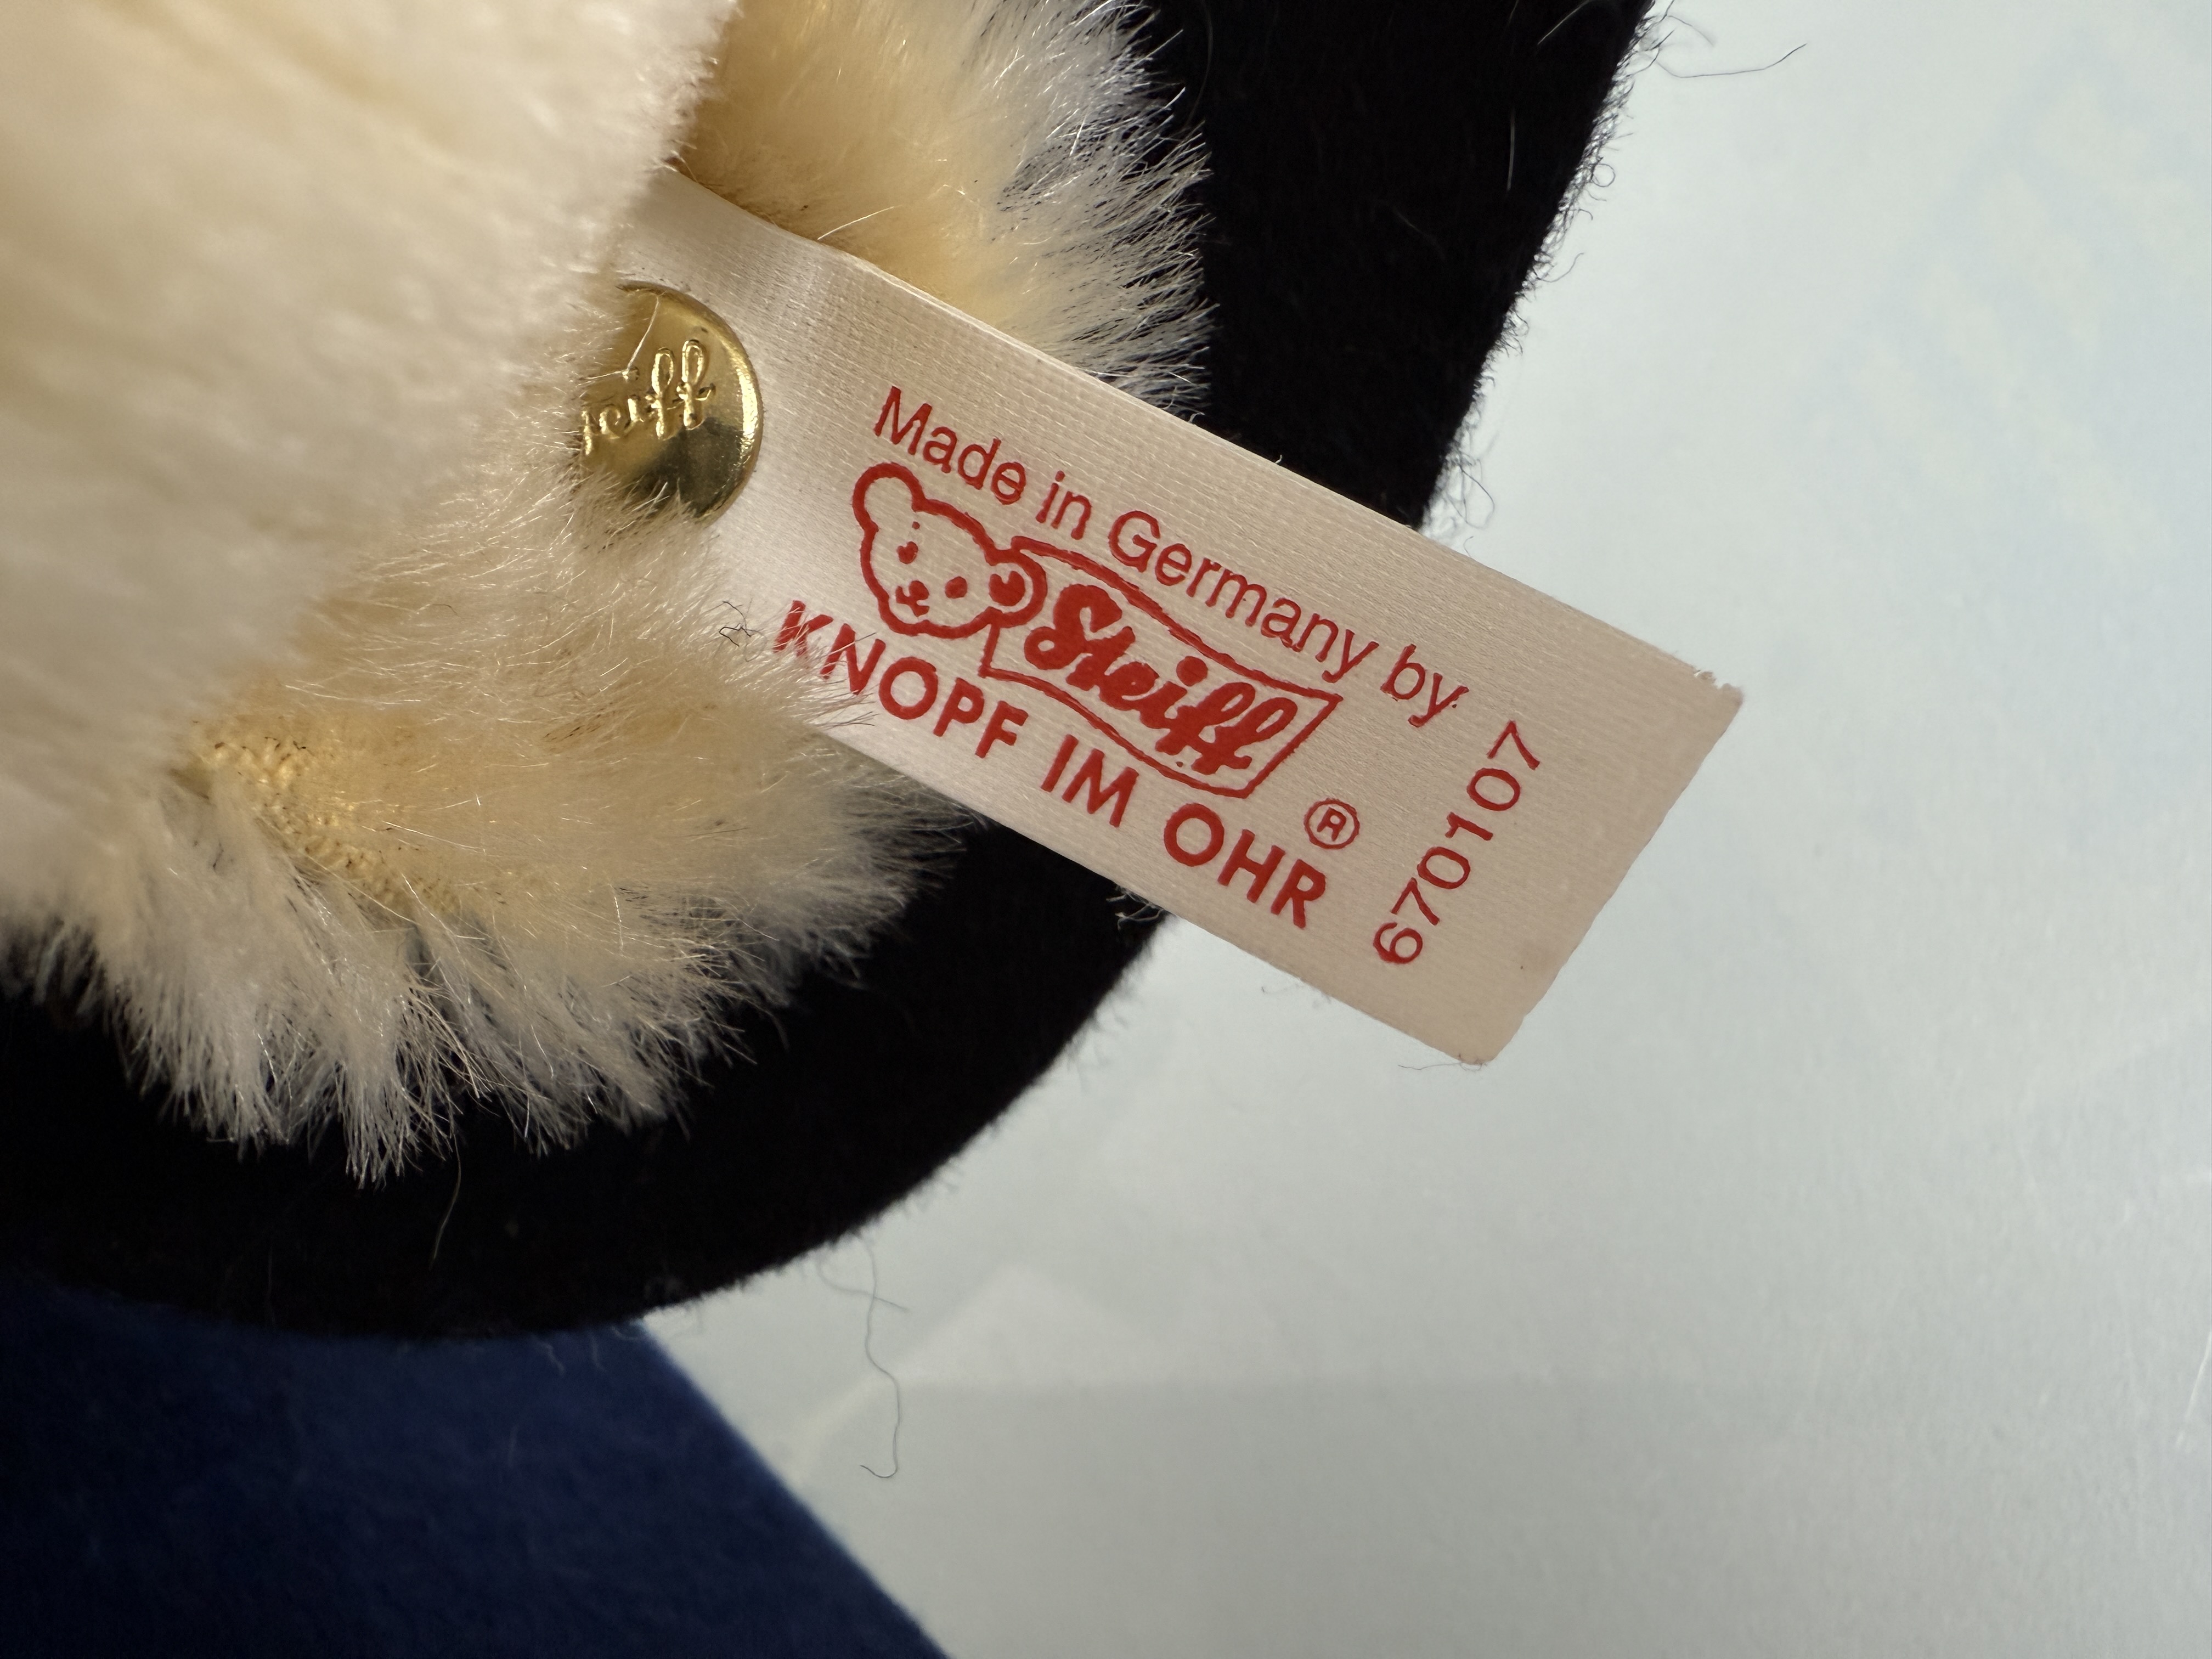 Made in Germany by
Steiff
KNOPF IM OHR
®
670107